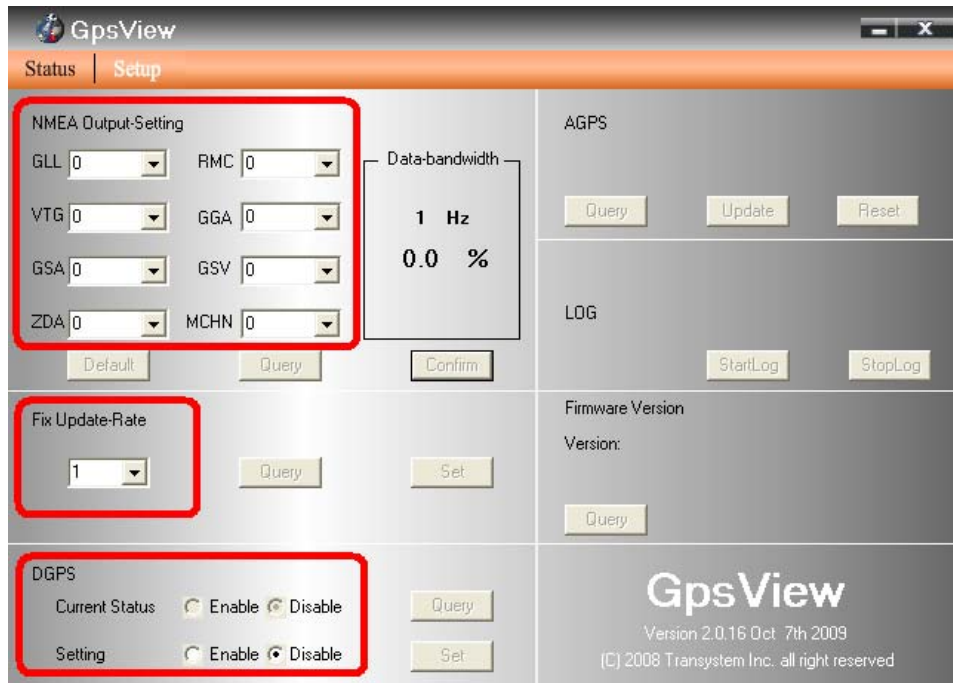 GpsView
Status | Setup
NMEA Output-Setting
GLL 0 RMC 0
VTG 0 GGA 0
GSA 0 GSV 0
ZDA 0 MCHN 0
Default Query Confirm
Data-bandwidth
1 Hz
0.0 %
AGPS
Query Update Reset
LOG
StartLog StopLog
Fix Update-Rate
1 Query Set
Firmware Version
Version:
Query
DGPS
Current Status Enable Disable Query
Setting Enable Disable Set
GpsView
Version 2.0.16 Oct 7th 2009
(C) 2008 Transystem Inc. all right reserved